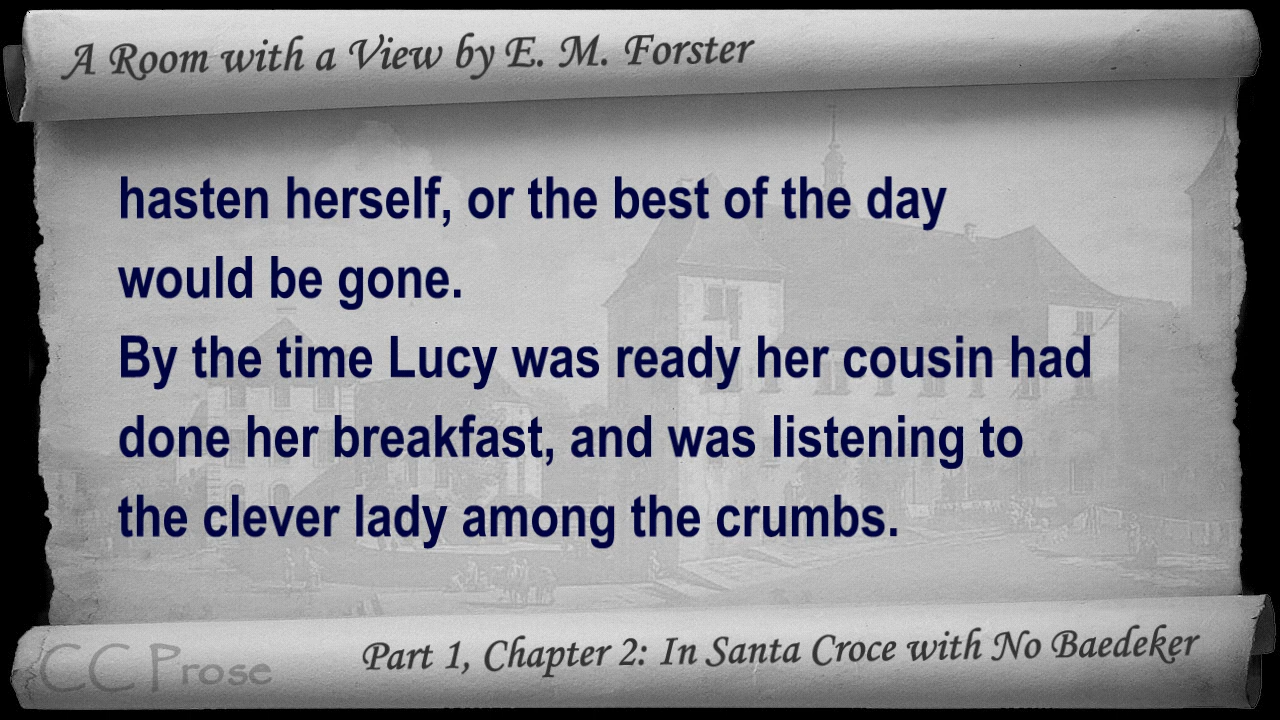 A Room with a View by E. M. Forster
hasten herself, or the best of the day
would be gone.
By the time Lucy was ready her cousin had
done her breakfast, and was listening to
the clever lady among the crumbs.
CC Prose
Part 1, Chapter 2: In Santa Croce with No Baedeker